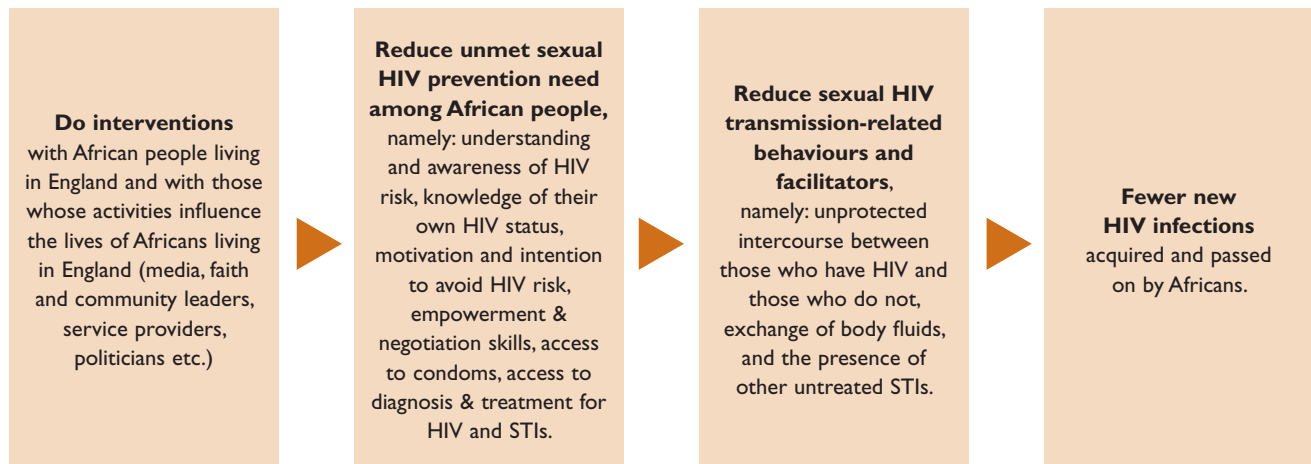 Do interventions
with African people living
in England and with those
whose activities influence
the lives of Africans living
in England (media, faith
and community leaders,
service providers,
politicians etc.)
Reduce unmet sexual
HIV prevention need
among African people,
namely: understanding
and awareness of HIV
risk, knowledge of their
own HIV status,
motivation and intention
to avoid HIV risk,
empowerment &
negotiation skills, access
to condoms, access to
diagnosis & treatment for
HIV and STIs.
Reduce sexual HIV
transmission-related
behaviours and
facilitators,
namely: unprotected
intercourse between
those who have HIV and
those who do not,
exchange of body fluids,
and the presence of
other untreated STIs.
Fewer new
HIV infections
acquired and passed
on by Africans.